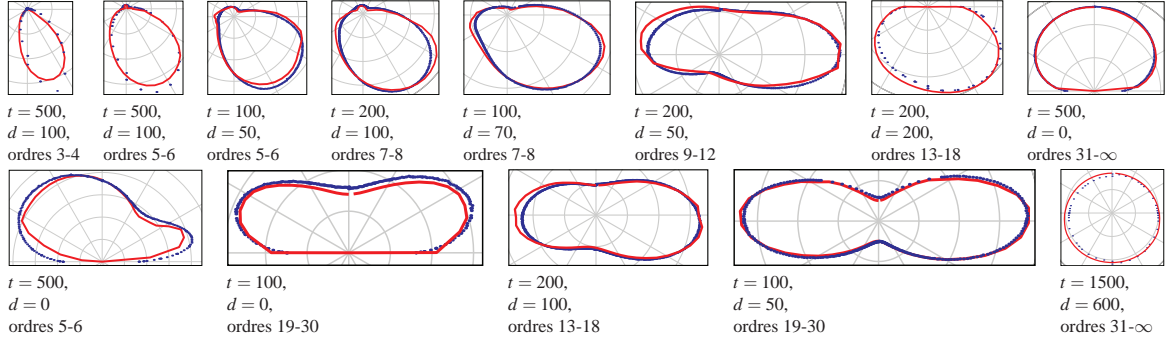 t = 500,
d = 100,
ordres 3-4
t = 500,
d = 100,
ordres 5-6
t = 100,
d = 50,
ordres 5-6
t = 200,
d = 100,
ordres 7-8
t = 100,
d = 70,
ordres 7-8
t = 200,
d = 50,
ordres 9-12
t = 200,
d = 200,
ordres 13-18
t = 500,
d = 0,
ordres 31-∞
t = 500,
d = 0
ordres 5-6
t = 100,
d = 0,
ordres 19-30
t = 200,
d = 100,
ordres 13-18
t = 100,
d = 50,
ordres 19-30
t = 1500,
d = 600,
ordres 31-∞